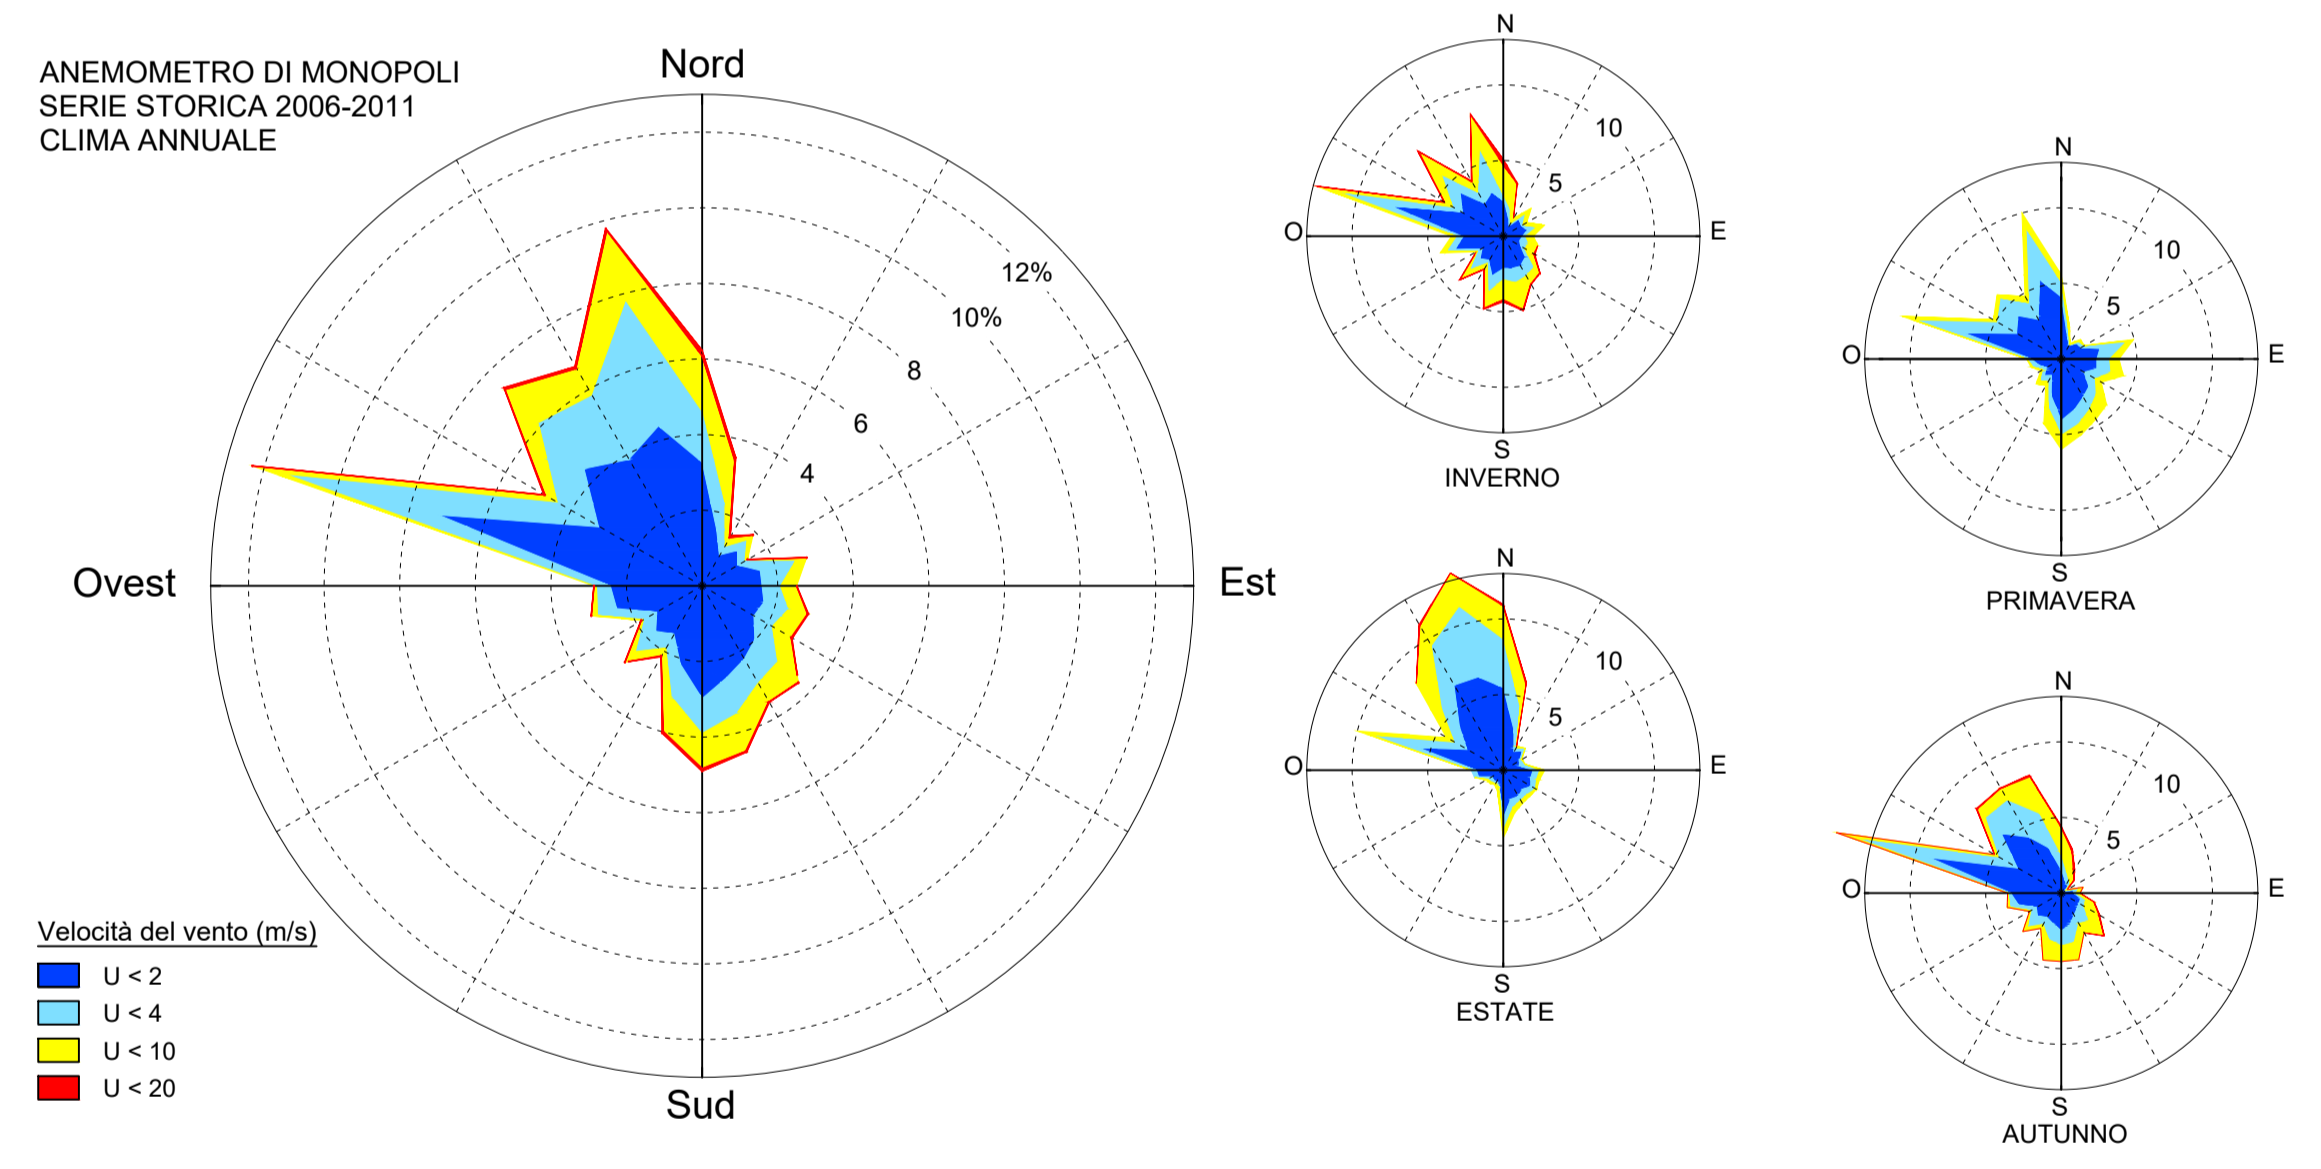 ANEMOMETRO DI MONOPOLI
SERIE STORICA 2006-2011
CLIMA ANNUALE
Nord
12%
10%
8
6
4
Ovest
Est
Sud
Velocità del vento (m/s)
U < 2
U < 4
U < 10
U < 20
N
10
5
O
E
S
INVERNO
N
10
5
O
E
S
PRIMAVERA
N
10
5
O
E
S
ESTATE
N
10
5
O
E
S
AUTUNNO